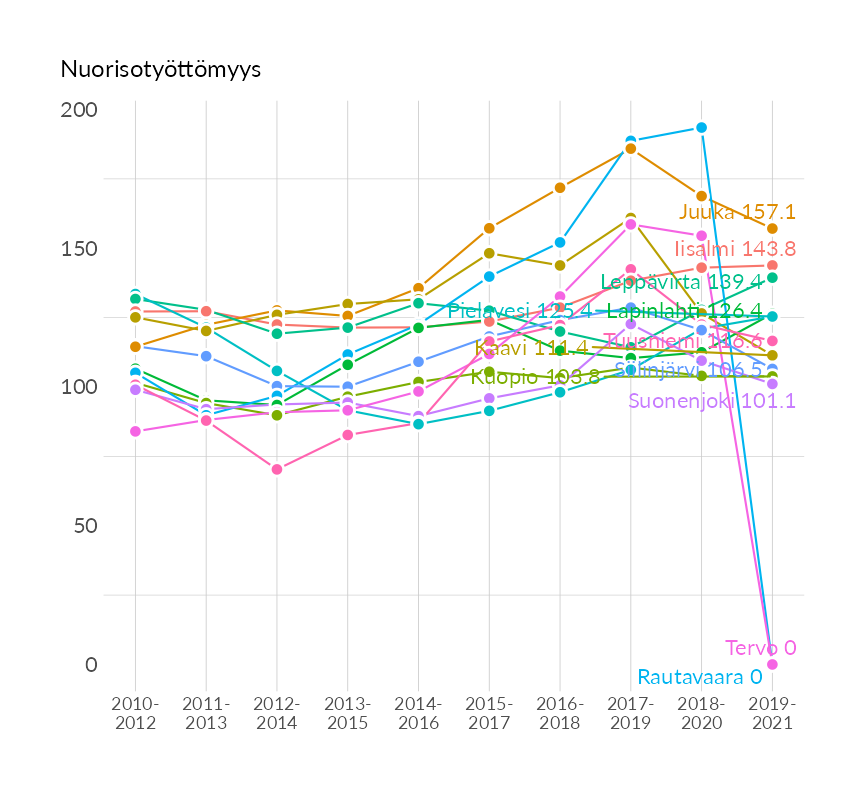 Nuorisotyöttömyys
200
150
100
50
0
Juuka 157.1
Iisalmi 143.8
Leppävirta 139.4
Pielavesi 125.4
Lapinlahti 126.4
Tuusniemi 116.6
Kaavi 111.4
Siilinjärvi 106.5
Kuopio 103.8
Suonenjoki 101.1
Tervo 0
Rautavaara 0
2010-
2012
2011-
2013
2012-
2014
2013-
2015
2014-
2016
2015-
2017
2016-
2018
2017-
2019
2018-
2020
2019-
2021